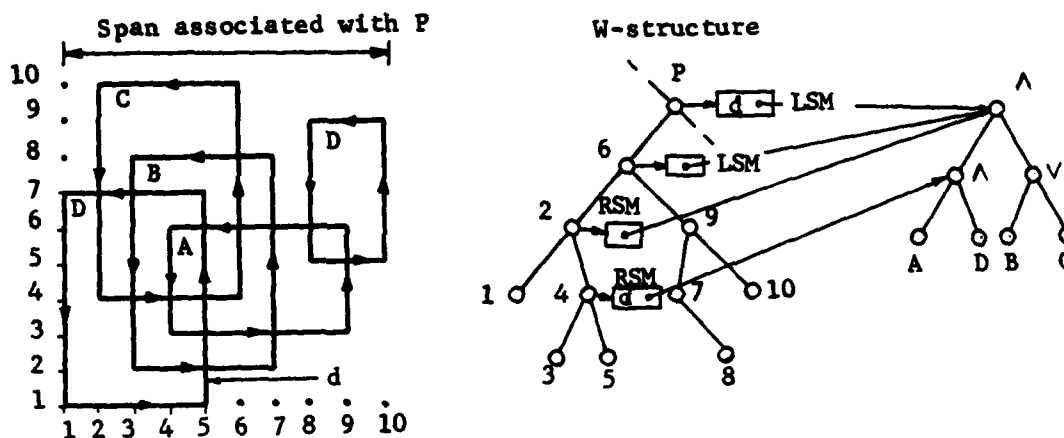 Span associated with P
W-structure
10
9
8
7
6
5
4
3
2
1
1 2 3 4 5 6 7 8 9 10
C
B
D
A
D
d
P
d LSM
6
LSM
2 RSM 9
1 4 RSM d 7 10
3 5 8
∧
∧ ∨
A D B